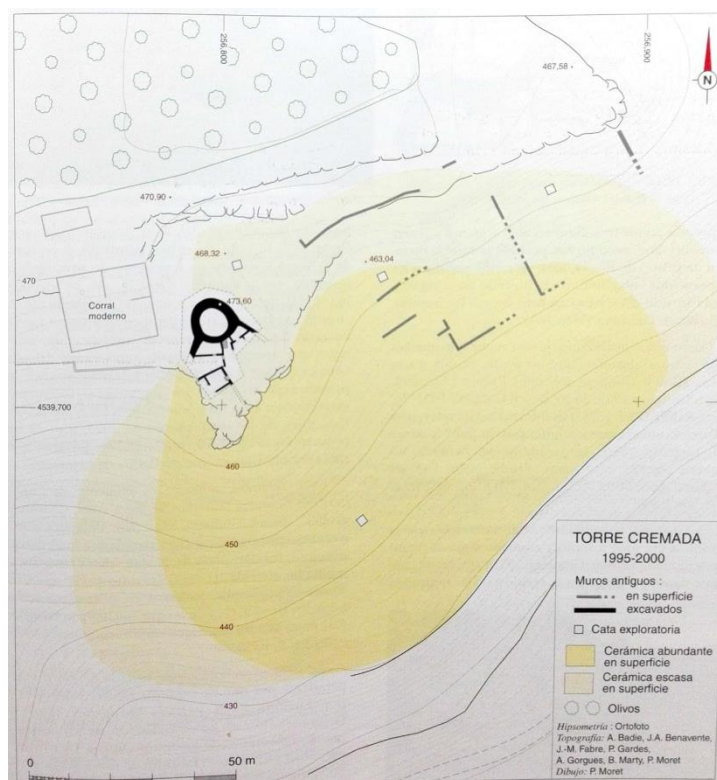 256,800
256,900
467,58
N
470,90
468,32
463,04
470
Corral
moderno
473,60
4539,700
460
450
440
430
0
50 m
TORRE CREMADA
1995-2000
Muros antiguos :
en superficie
excavados
Cata exploratoria
Cerámica abundante
en superficie
Cerámica escasa
en superficie
Olivos
Hipsometría : Ortofoto
Topografía: A. Badie, J.A. Benavente,
J.-M. Fabre, P. Gardes,
A. Gorgues, B. Marty, P. Moret
Dibujo: P. Moret